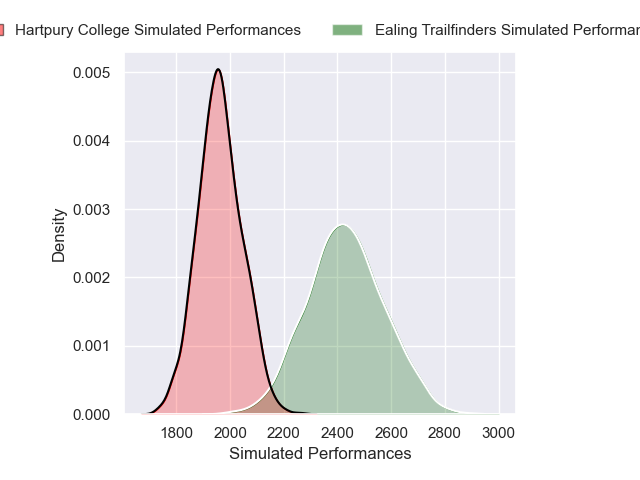 Hartpury College Simulated Performances
Ealing Trailfinders Simulated
0.005
0.004
0.003
0.002
0.001
0.000
Density
1800 2000 2200 2400 2600 2800 3000
Simulated Performances